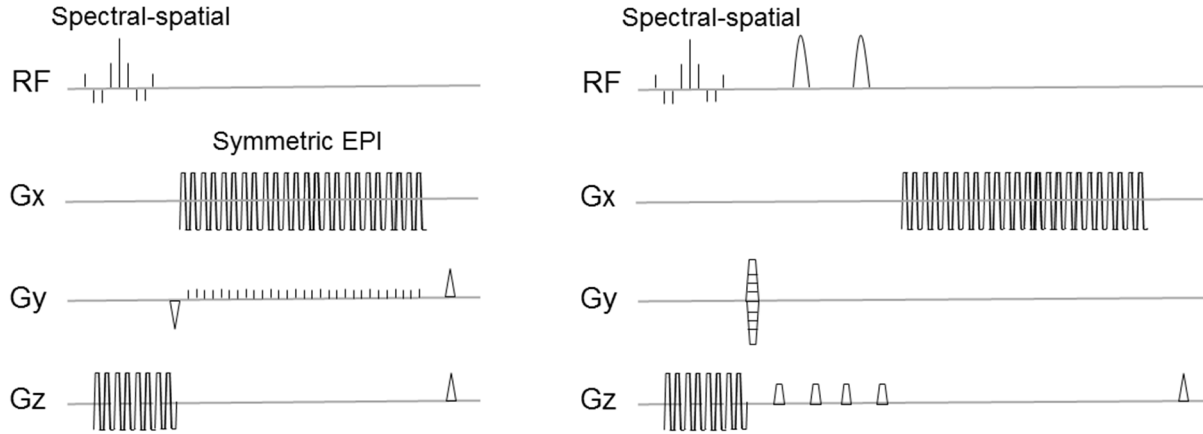 Spectral-spatial
RF
Symmetric EPI
Gx
Gy
Gz
Spectral-spatial
RF
Gx
Gy
Gz